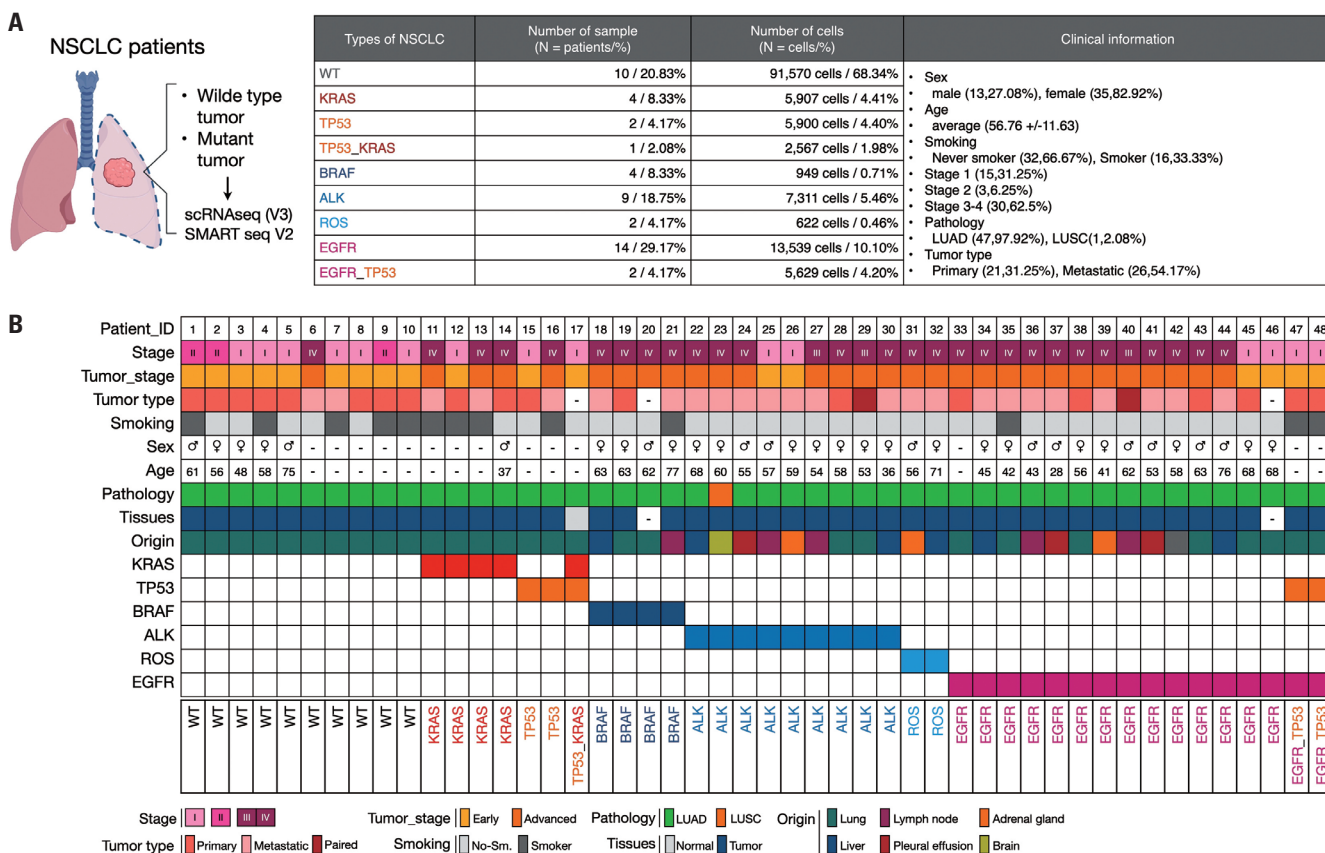 A
NSCLC patients
• Wilde type tumor
• Mutant tumor
scRNAseq (V3)
SMART seq V2
Types of NSCLC Number of sample (N = patients/%) Number of cells (N = cells/%) Clinical information
WT 10 / 20.83% 91,570 cells / 68.34%
KRAS 4 / 8.33% 5,907 cells / 4.41%
TP53 2 / 4.17% 5,900 cells / 4.40%
TP53_KRAS 1 / 2.08% 2,567 cells / 1.98%
BRAF 4 / 8.33% 949 cells / 0.71%
ALK 9 / 18.75% 7,311 cells / 5.46%
ROS 2 / 4.17% 622 cells / 0.46%
EGFR 14 / 29.17% 13,539 cells / 10.10%
EGFR_TP53 2 / 4.17% 5,629 cells / 4.20%
• Sex
• male (13,27.08%), female (35,82.92%)
• Age
• average (56.76 +/-11.63)
• Smoking
• Never smoker (32,66.67%), Smoker (16,33.33%)
• Stage 1 (15,31.25%)
• Stage 2 (3,6.25%)
• Stage 3-4 (30,62.5%)
• Pathology
• LUAD (47,97.92%), LUSC(1,2.08%)
• Tumor type
• Primary (21,31.25%), Metastatic (26,54.17%)
B
Patient_ID 1 2 3 4 5 6 7 8 9 10 11 12 13 14 15 16 17 18 19 20 21 22 23 24 25 26 27 28 29 30 31 32 33 34 35 36 37 38 39 40 41 42 43 44 45 46 47 48
Stage II II I I I IV I I II I IV I IV IV I IV I IV IV IV IV IV IV IV I I III IV III IV IV IV IV IV IV IV IV IV IV III IV IV IV IV I I I I
Tumor_stage
Tumor type - - -
Smoking
Sex ♂ ♀ ♀ ♀ ♂ - - - - - - - - ♂ - - - ♀ ♀ ♂ ♀ ♀ ♀ ♂ ♂ ♀ ♀ ♀ ♀ ♀ ♂ ♀ - ♀ ♀ ♂ ♂ ♀ ♀ ♂ ♂ ♀ ♂ ♂ ♀ ♀ - -
Age 61 56 48 58 75 - - - - - - - - 37 - - - 63 63 62 77 68 60 55 57 59 54 58 53 36 56 71 - 45 42 43 28 56 41 62 53 58 63 76 68 68 - -
Pathology
Tissues - -
Origin
KRAS
TP53
BRAF
ALK
ROS
EGFR
WT WT WT WT WT WT WT WT WT WT KRAS KRAS KRAS KRAS TP53 TP53 TP53_KRAS BRAF BRAF BRAF BRAF ALK ALK ALK ALK ALK ALK ALK ALK ALK ROS ROS EGFR EGFR EGFR EGFR EGFR EGFR EGFR EGFR EGFR EGFR EGFR EGFR EGFR EGFR EGFR_TP53 EGFR_TP53
Stage I II III IV Tumor_stage Early Advanced Pathology LUAD LUSC Origin Lung Lymph node Adrenal gland
Tumor type Primary Metastatic Paired Smoking No-Sm. Smoker Tissues Normal Tumor Liver Pleural effusion Brain